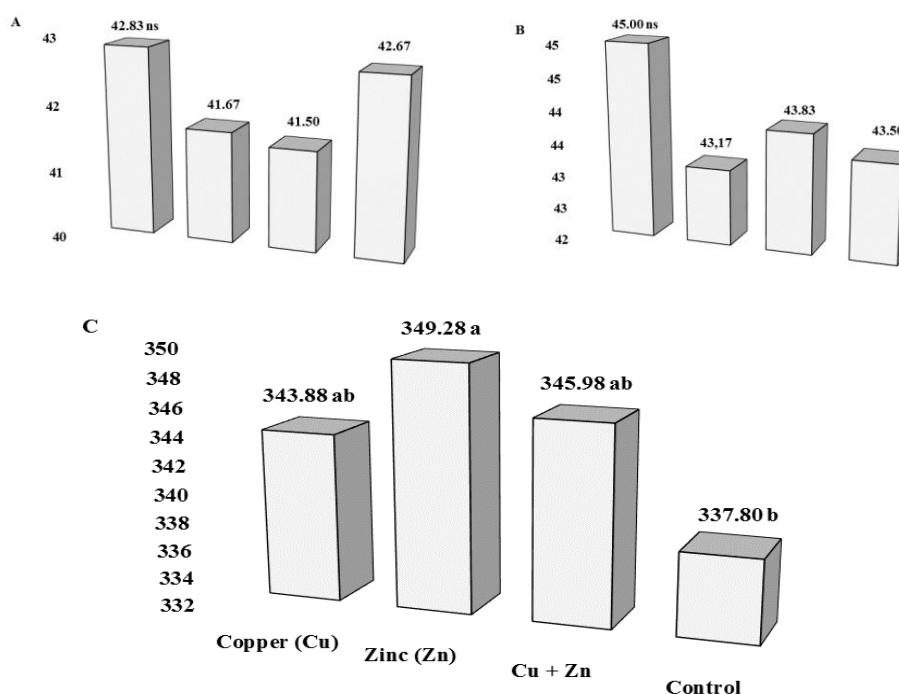 A
43
42
41
40
42.83 ns
41.67
41.50
42.67
B
45
45
44
44
43
43
42
45.00 ns
43,17
43.83
43.50
C
350
348
346
344
342
340
338
336
334
332
343.88 ab
349.28 a
345.98 ab
337.80 b
Copper (Cu)
Zinc (Zn)
Cu + Zn
Control